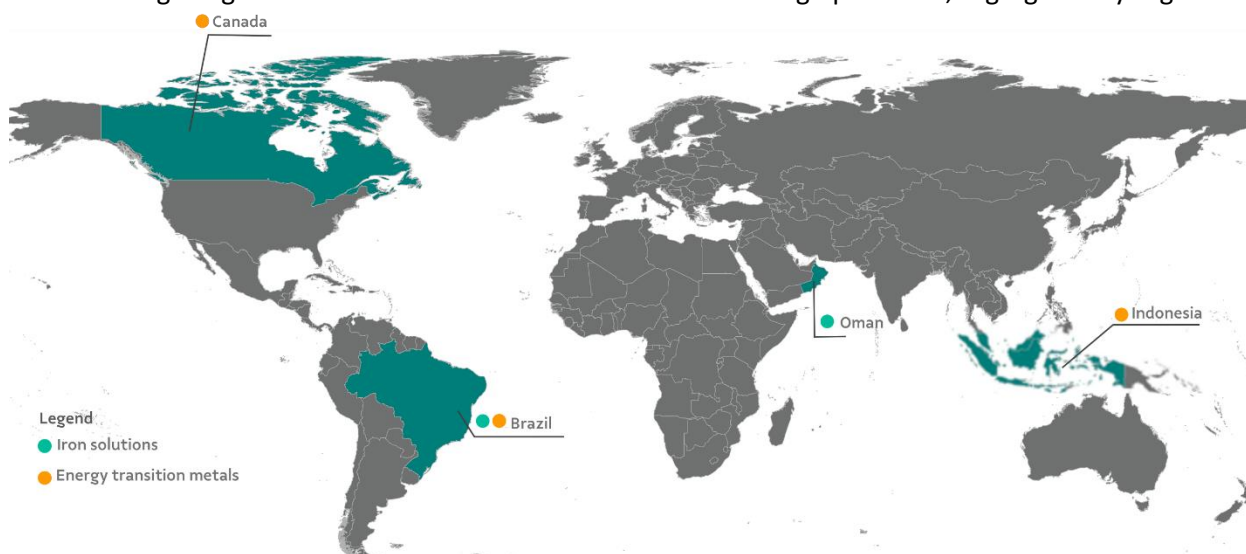 Canada
Oman
Indonesia
Brazil
Legend
Iron solutions
Energy transition metals